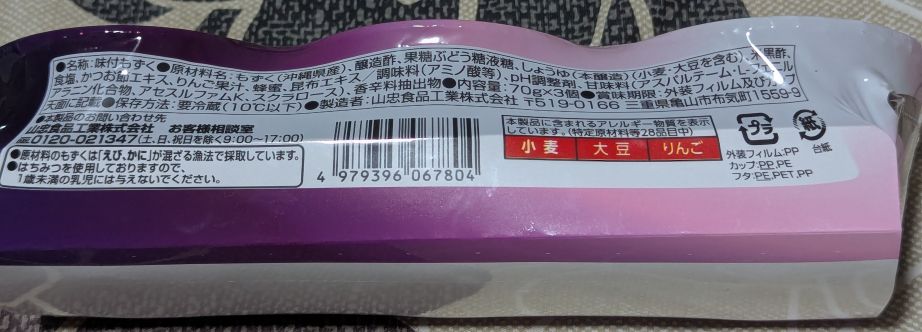 ●名称:味付もずく●原材料名:もずく(沖縄県産)、醸造酢、果糖ぶどう糖液糖、しょうゆ(本醸造)(小麦、大豆を含む)、黒酢、
食塩、かつお加工エキス、りんご果汁、蜂蜜、昆布エキス/調味料(アミノ酸等)、pH調整剤、甘味料(アスパルテーム・L-フェニル
アラニン化合物、アセスルファムK、スクラロース)、香辛料抽出物●内容量:70g×3個●賞味期限:外装フィルム及びカップ
天面に記載●保存方法:要冷蔵(10℃以下)●製造者:山忠食品工業株式会社 〒519-0166 三重県亀山市布気町1559-9
●本製品のお問い合わせ先
山忠食品工業株式会社 お客様相談室
0120-021347(土、日、祝日を除く9:00~17:00)
●原材料のもずくは「えび、かに」が混ざる漁法で採取しています。
●はちみつを使用しておりますので、
1歳未満の乳児には与えないでください。
4 979396 067804
本製品に含まれるアレルギー物質を表示
しています。(特定原材料等28品目中)
小麦 大豆 りんご
プラ
外装フィルム:PP
カップ:PP,PE
フタ:PE,PET,PP
紙
台紙